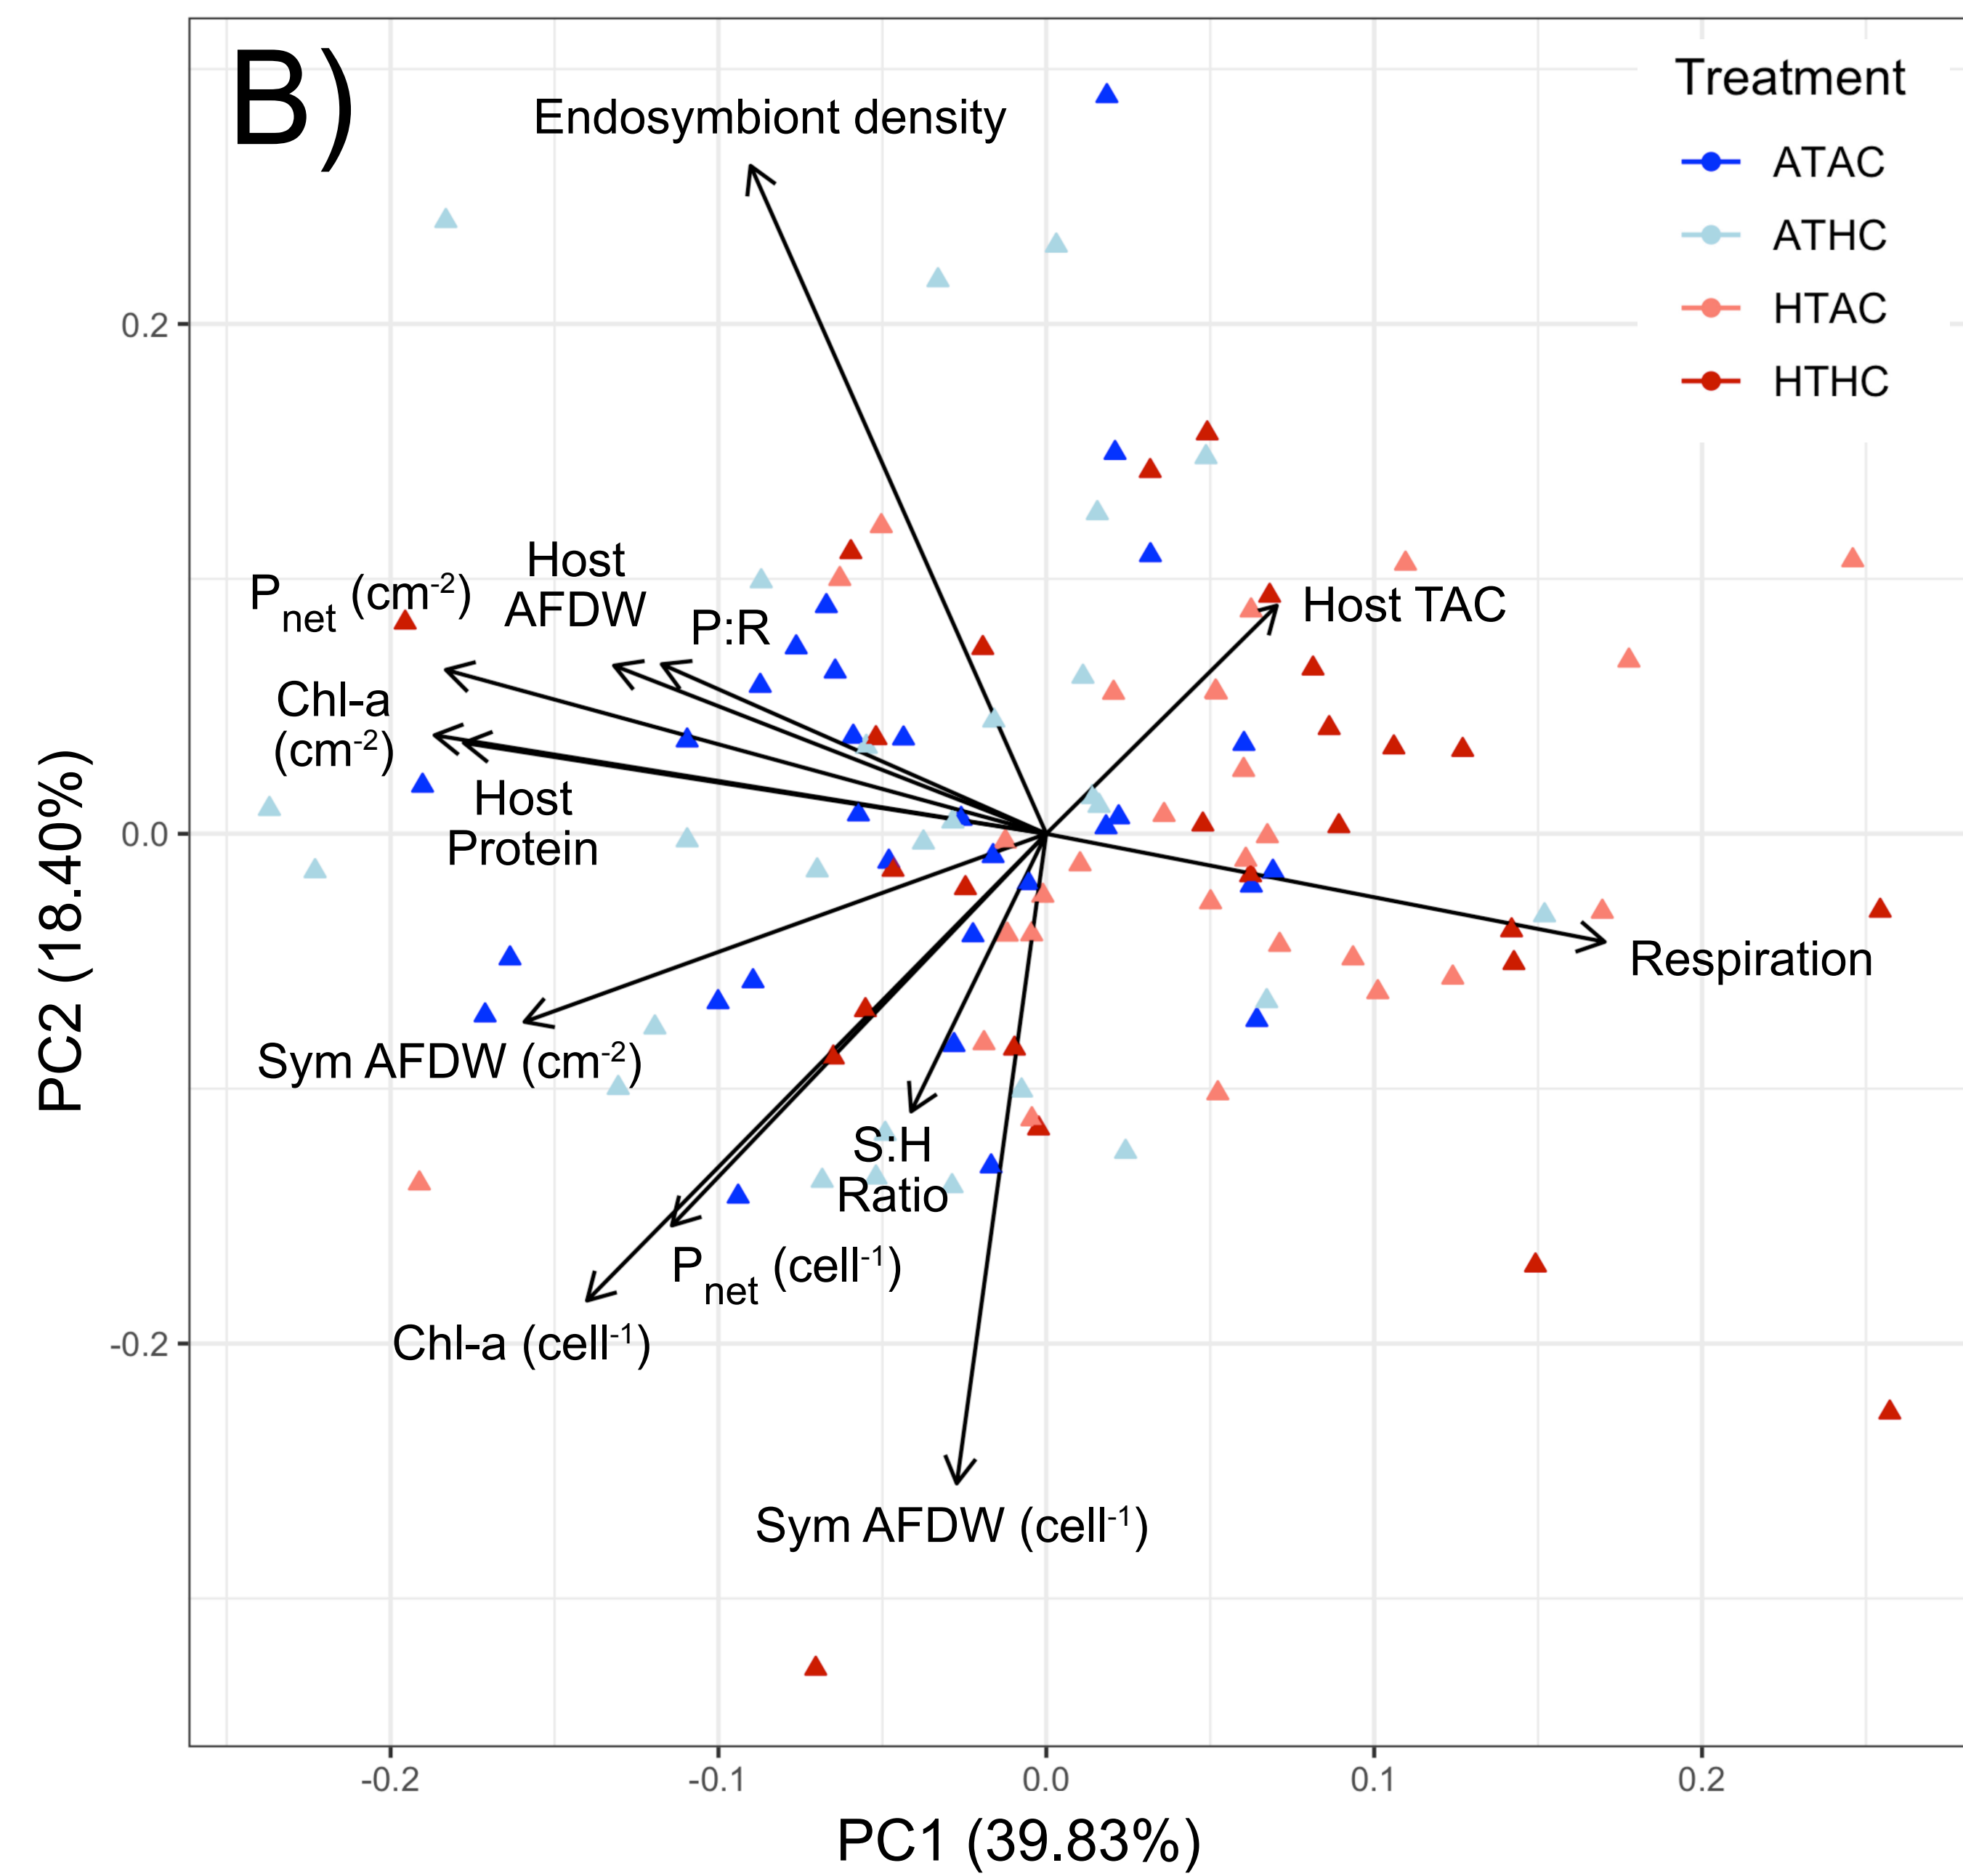 B)
Treatment
ATAC
ATHC
HTAC
HTHC
Endosymbiont density
Host
AFDW
P:R
Pnet (cm-2)
Chl-a
(cm-2)
Host
Protein
Host TAC
Respiration
Sym AFDW (cm-2)
S:H
Ratio
Pnet (cell-1)
Chl-a (cell-1)
Sym AFDW (cell-1)
0.2
0.0
-0.2
PC2 (18.40%)
-0.2
-0.1
0.0
0.1
0.2
PC1 (39.83%)